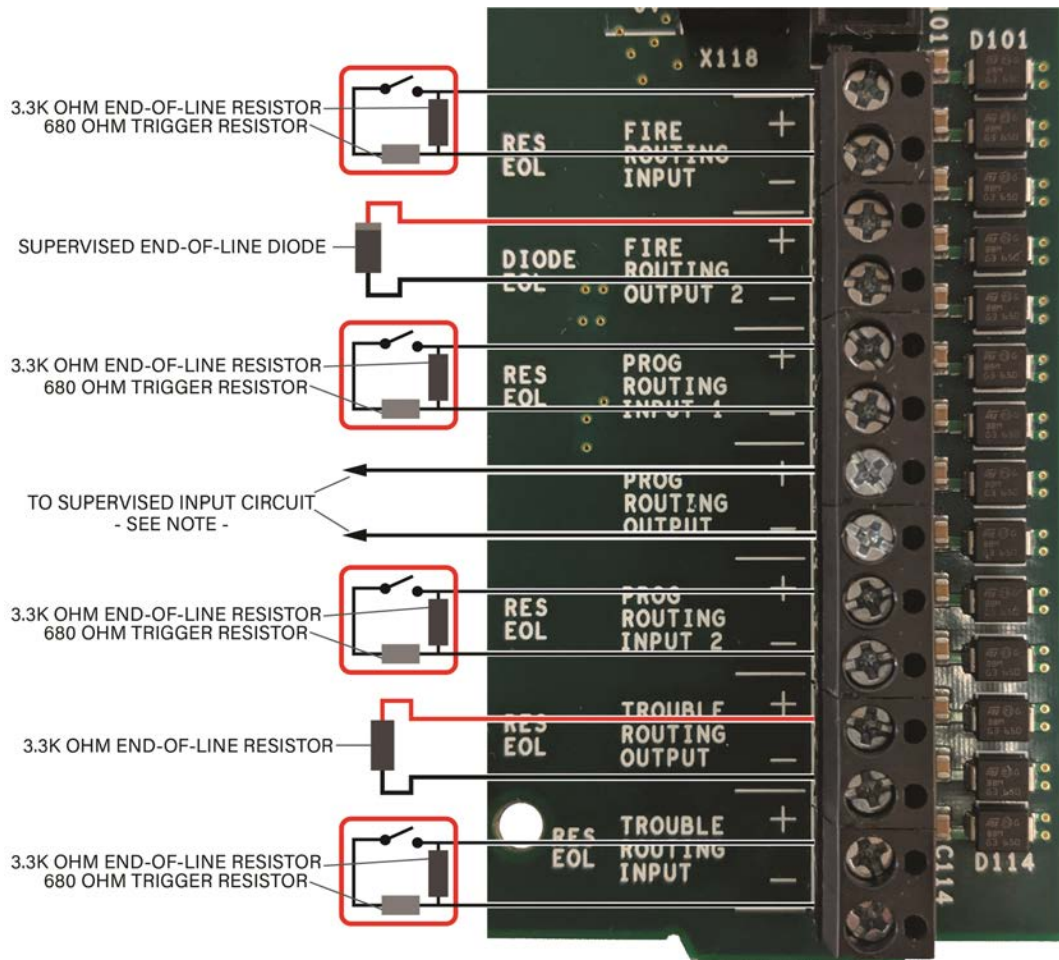 X118
101
D101
3.3K OHM END-OF-LINE RESISTOR
680 OHM TRIGGER RESISTOR
RES
EOL
FIRE
ROUTING
INPUT
+
−
SUPERVISED END-OF-LINE DIODE
DIODE
EOL
FIRE
ROUTING
OUTPUT 2
+
−
3.3K OHM END-OF-LINE RESISTOR
680 OHM TRIGGER RESISTOR
RES
EOL
PROG
ROUTING
INPUT 1
+
−
TO SUPERVISED INPUT CIRCUIT
- SEE NOTE -
PROG
ROUTING
OUTPUT
+
−
3.3K OHM END-OF-LINE RESISTOR
680 OHM TRIGGER RESISTOR
RES
EOL
PROG
ROUTING
INPUT 2
+
−
3.3K OHM END-OF-LINE RESISTOR
RES
EOL
TROUBLE
ROUTING
OUTPUT
+
−
3.3K OHM END-OF-LINE RESISTOR
680 OHM TRIGGER RESISTOR
RES
EOL
TROUBLE
ROUTING
INPUT
+
−
C114
D114